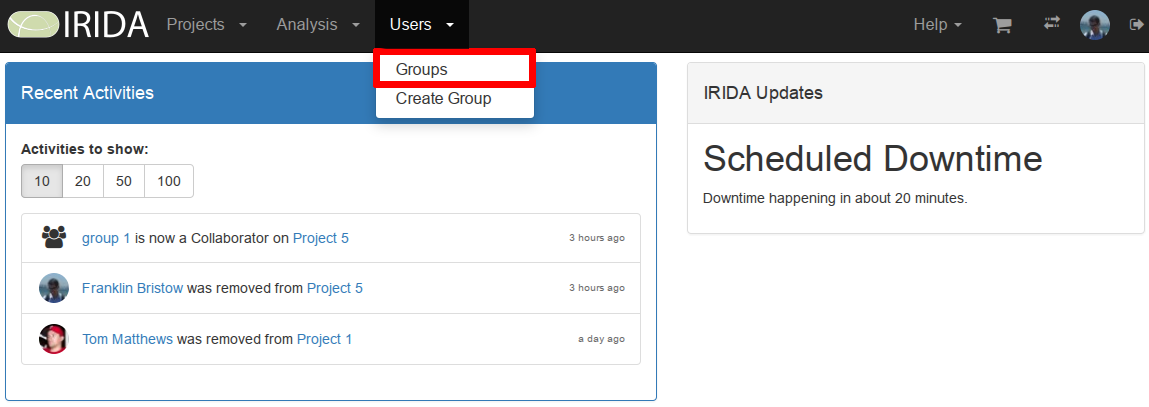 IRIDA Projects Analysis Users Help
Groups
Create Group
Recent Activities
Activities to show:
10 20 50 100
group 1 is now a Collaborator on Project 5 3 hours ago
Franklin Bristow was removed from Project 5 3 hours ago
Tom Matthews was removed from Project 1 a day ago
IRIDA Updates
Scheduled Downtime
Downtime happening in about 20 minutes.